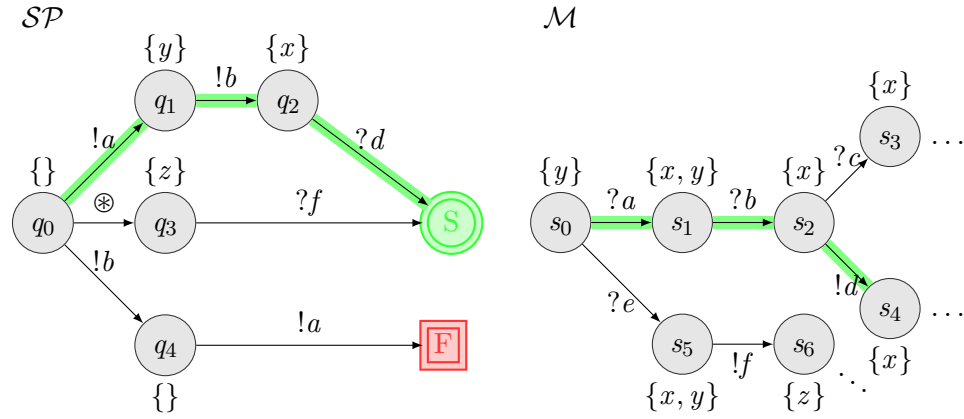 𝒮𝒫
{y}
{x}
!b
q₁
q₂
!a
?d
{}
{z}
⊛
?f
q₀
q₃
S
!b
!a
q₄
F
{}
ℳ
{x}
s₃
...
?c
{y}
{x, y}
{x}
?a
?b
s₀
s₁
s₂
!d
?e
s₄
...
s₅
s₆
{x}
!f
...
{x, y}
{z}